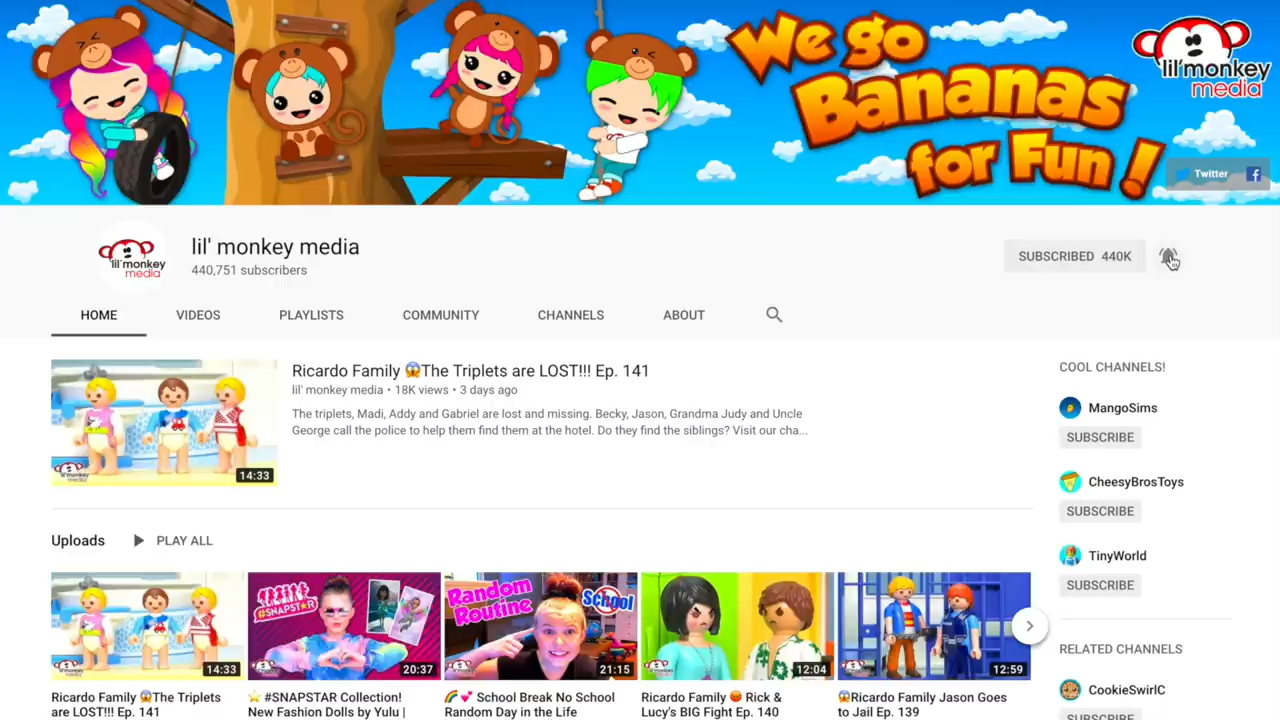 We go
Bananas
for Fun !
lil' monkey
media
Twitter
lil' monkey
media
lil' monkey media
440,751 subscribers
SUBSCRIBED 440K
HOME
VIDEOS
PLAYLISTS
COMMUNITY
CHANNELS
ABOUT
14:33
Ricardo Family 😱The Triplets are LOST!!! Ep. 141
lil' monkey media • 18K views • 3 days ago
The triplets, Madi, Addy and Gabriel are lost and missing. Becky, Jason, Grandma Judy and Uncle
George call the police to help them find them at the hotel. Do they find the siblings? Visit our cha...
COOL CHANNELS!
MangoSims
SUBSCRIBE
CheesyBrosToys
SUBSCRIBE
TinyWorld
SUBSCRIBE
RELATED CHANNELS
CookieSwirlC
SUBSCRIBE
Uploads
PLAY ALL
14:33
Ricardo Family 😱The Triplets
are LOST!!! Ep. 141
#SNAPSTAR
20:37
⭐ #SNAPSTAR Collection!
New Fashion Dolls by Yulu |
Random
Routine
School
21:15
🌈 💕 School Break No School
Random Day in the Life
12:04
Ricardo Family 😡 Rick &
Lucy's BIG Fight Ep. 140
12:59
😱Ricardo Family Jason Goes
to Jail Ep. 139